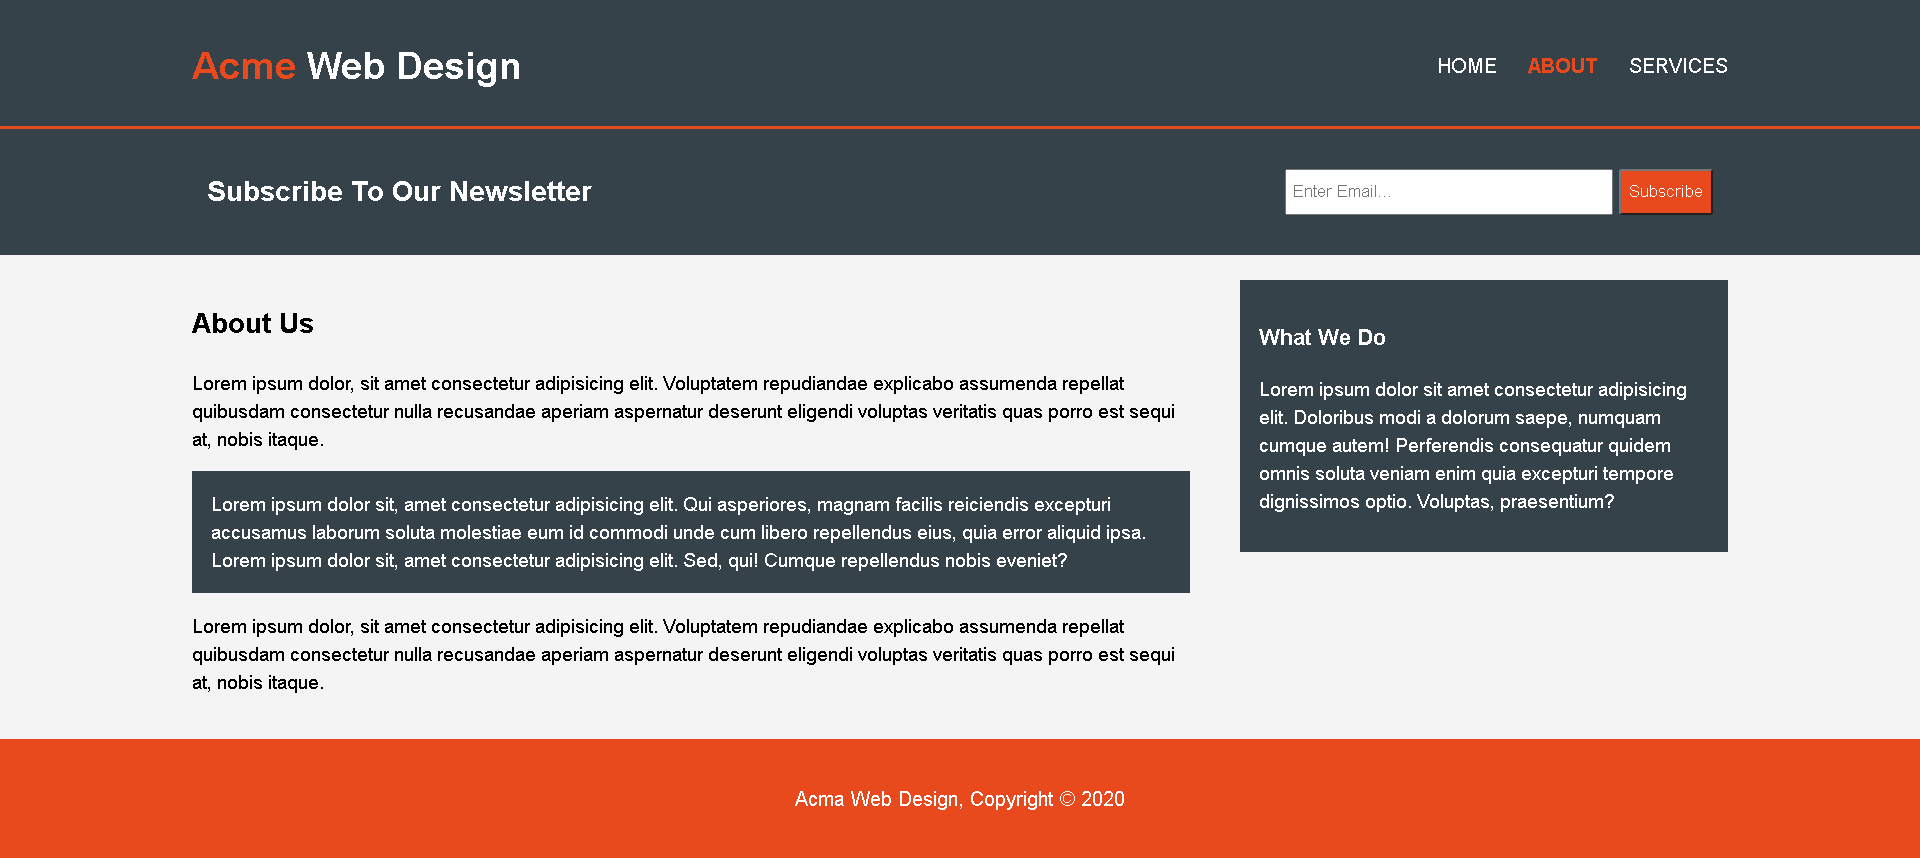 Acme Web Design
HOME ABOUT SERVICES
Subscribe To Our Newsletter
Enter Email...
Subscribe
About Us
Lorem ipsum dolor, sit amet consectetur adipisicing elit. Voluptatem repudiandae explicabo assumenda repellat
quibusdam consectetur nulla recusandae aperiam aspernatur deserunt eligendi voluptas veritatis quas porro est sequi
at, nobis itaque.
Lorem ipsum dolor sit, amet consectetur adipisicing elit. Qui asperiores, magnam facilis reiciendis excepturi
accusamus laborum soluta molestiae eum id commodi unde cum libero repellendus eius, quia error aliquid ipsa.
Lorem ipsum dolor sit, amet consectetur adipisicing elit. Sed, qui! Cumque repellendus nobis eveniet?
Lorem ipsum dolor, sit amet consectetur adipisicing elit. Voluptatem repudiandae explicabo assumenda repellat
quibusdam consectetur nulla recusandae aperiam aspernatur deserunt eligendi voluptas veritatis quas porro est sequi
at, nobis itaque.
What We Do
Lorem ipsum dolor sit amet consectetur adipisicing
elit. Doloribus modi a dolorum saepe, numquam
cumque autem! Perferendis consequatur quidem
omnis soluta veniam enim quia excepturi tempore
dignissimos optio. Voluptas, praesentium?
Acma Web Design, Copyright © 2020